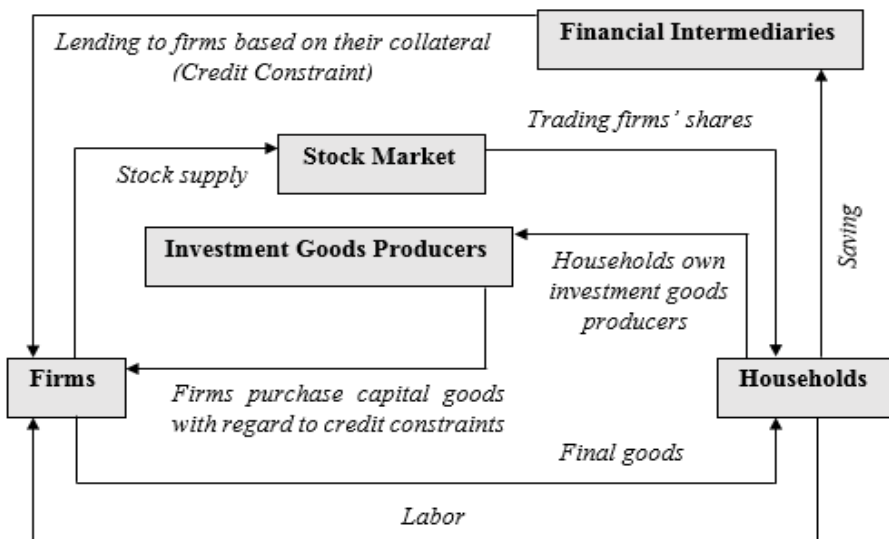 Financial Intermediaries
Lending to firms based on their collateral
(Credit Constraint)
Trading firms’ shares
Stock Market
Stock supply
Saving
Investment Goods Producers
Households own
investment goods
producers
Firms
Households
Firms purchase capital goods
with regard to credit constraints
Final goods
Labor